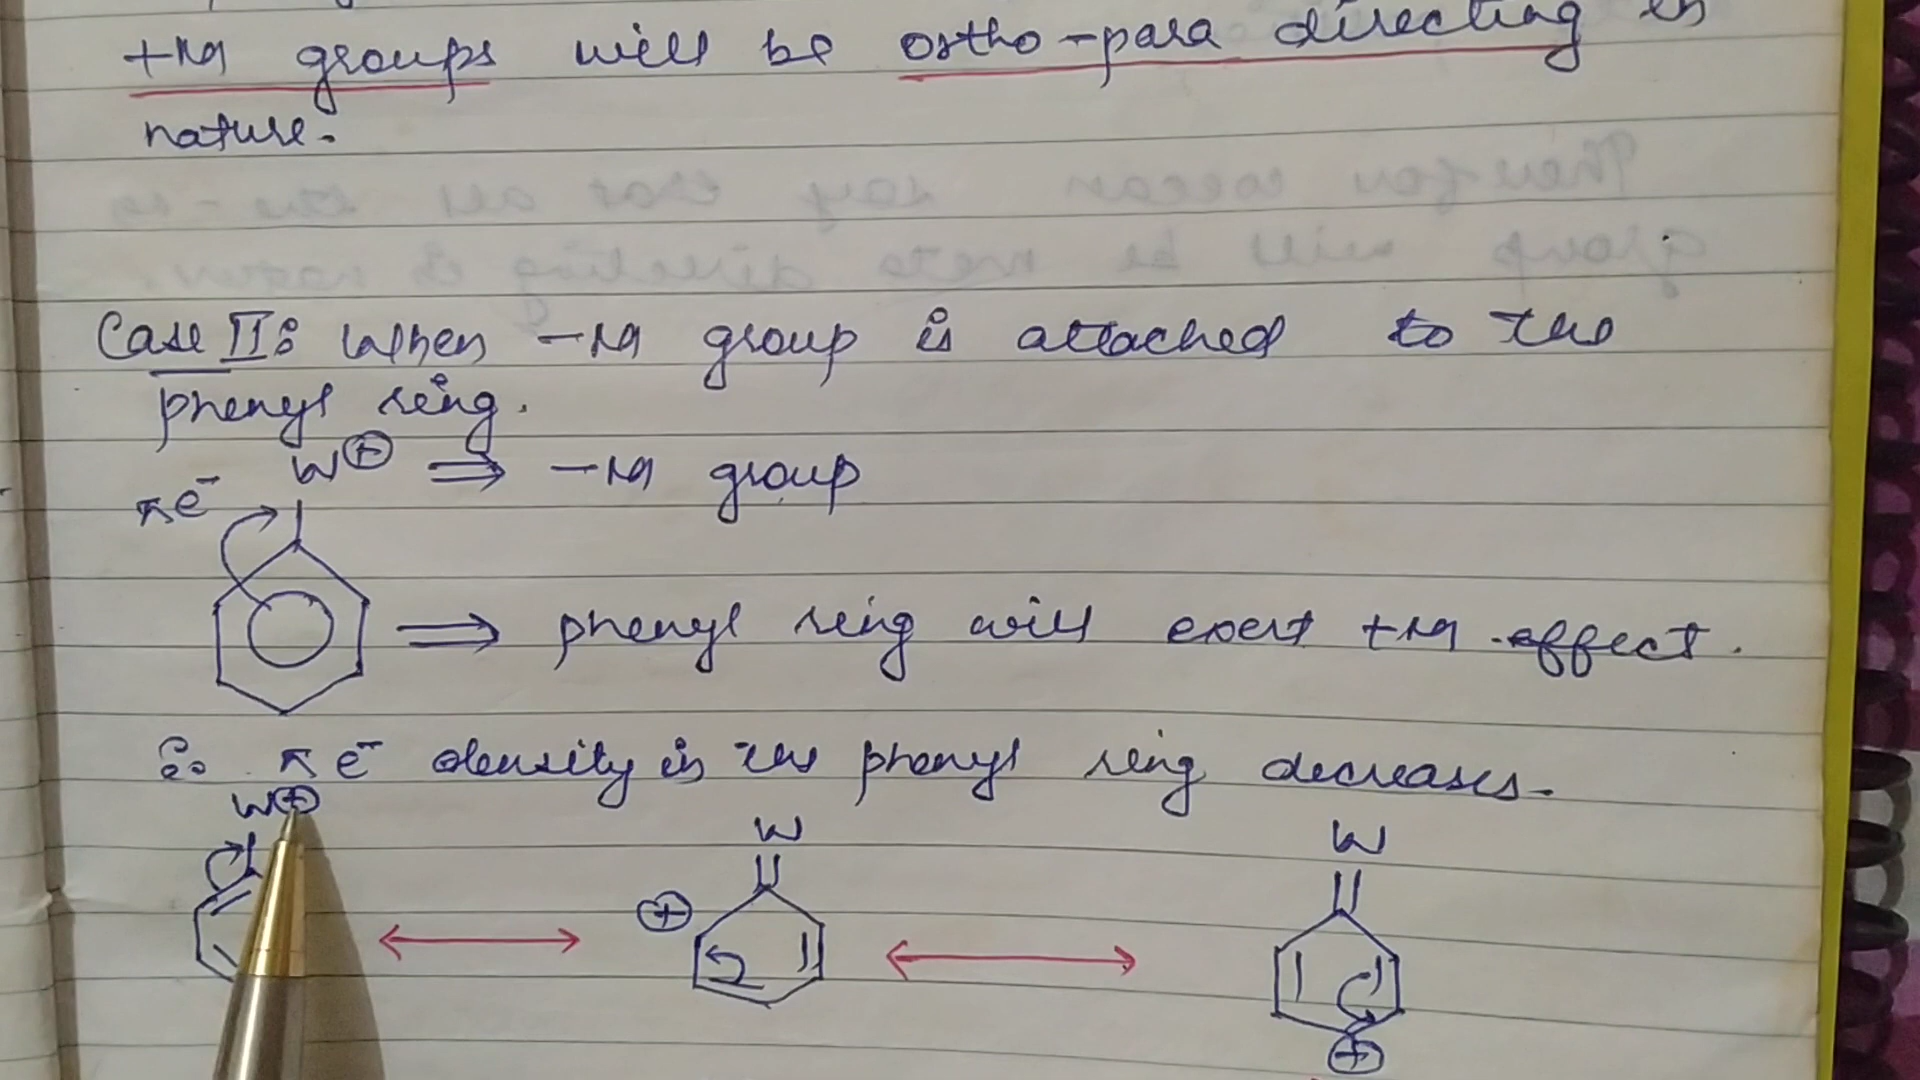 +M groups will be ortho-para directing in
nature.
Case II: When -M group is attached to the
phenyl ring.
W⊕ ⇒ -M group
πe⁻
⇒ phenyl ring will exert +M effect.
∴ πe⁻ density in the phenyl ring decreases.
W⊕ W W
⊕
⊕